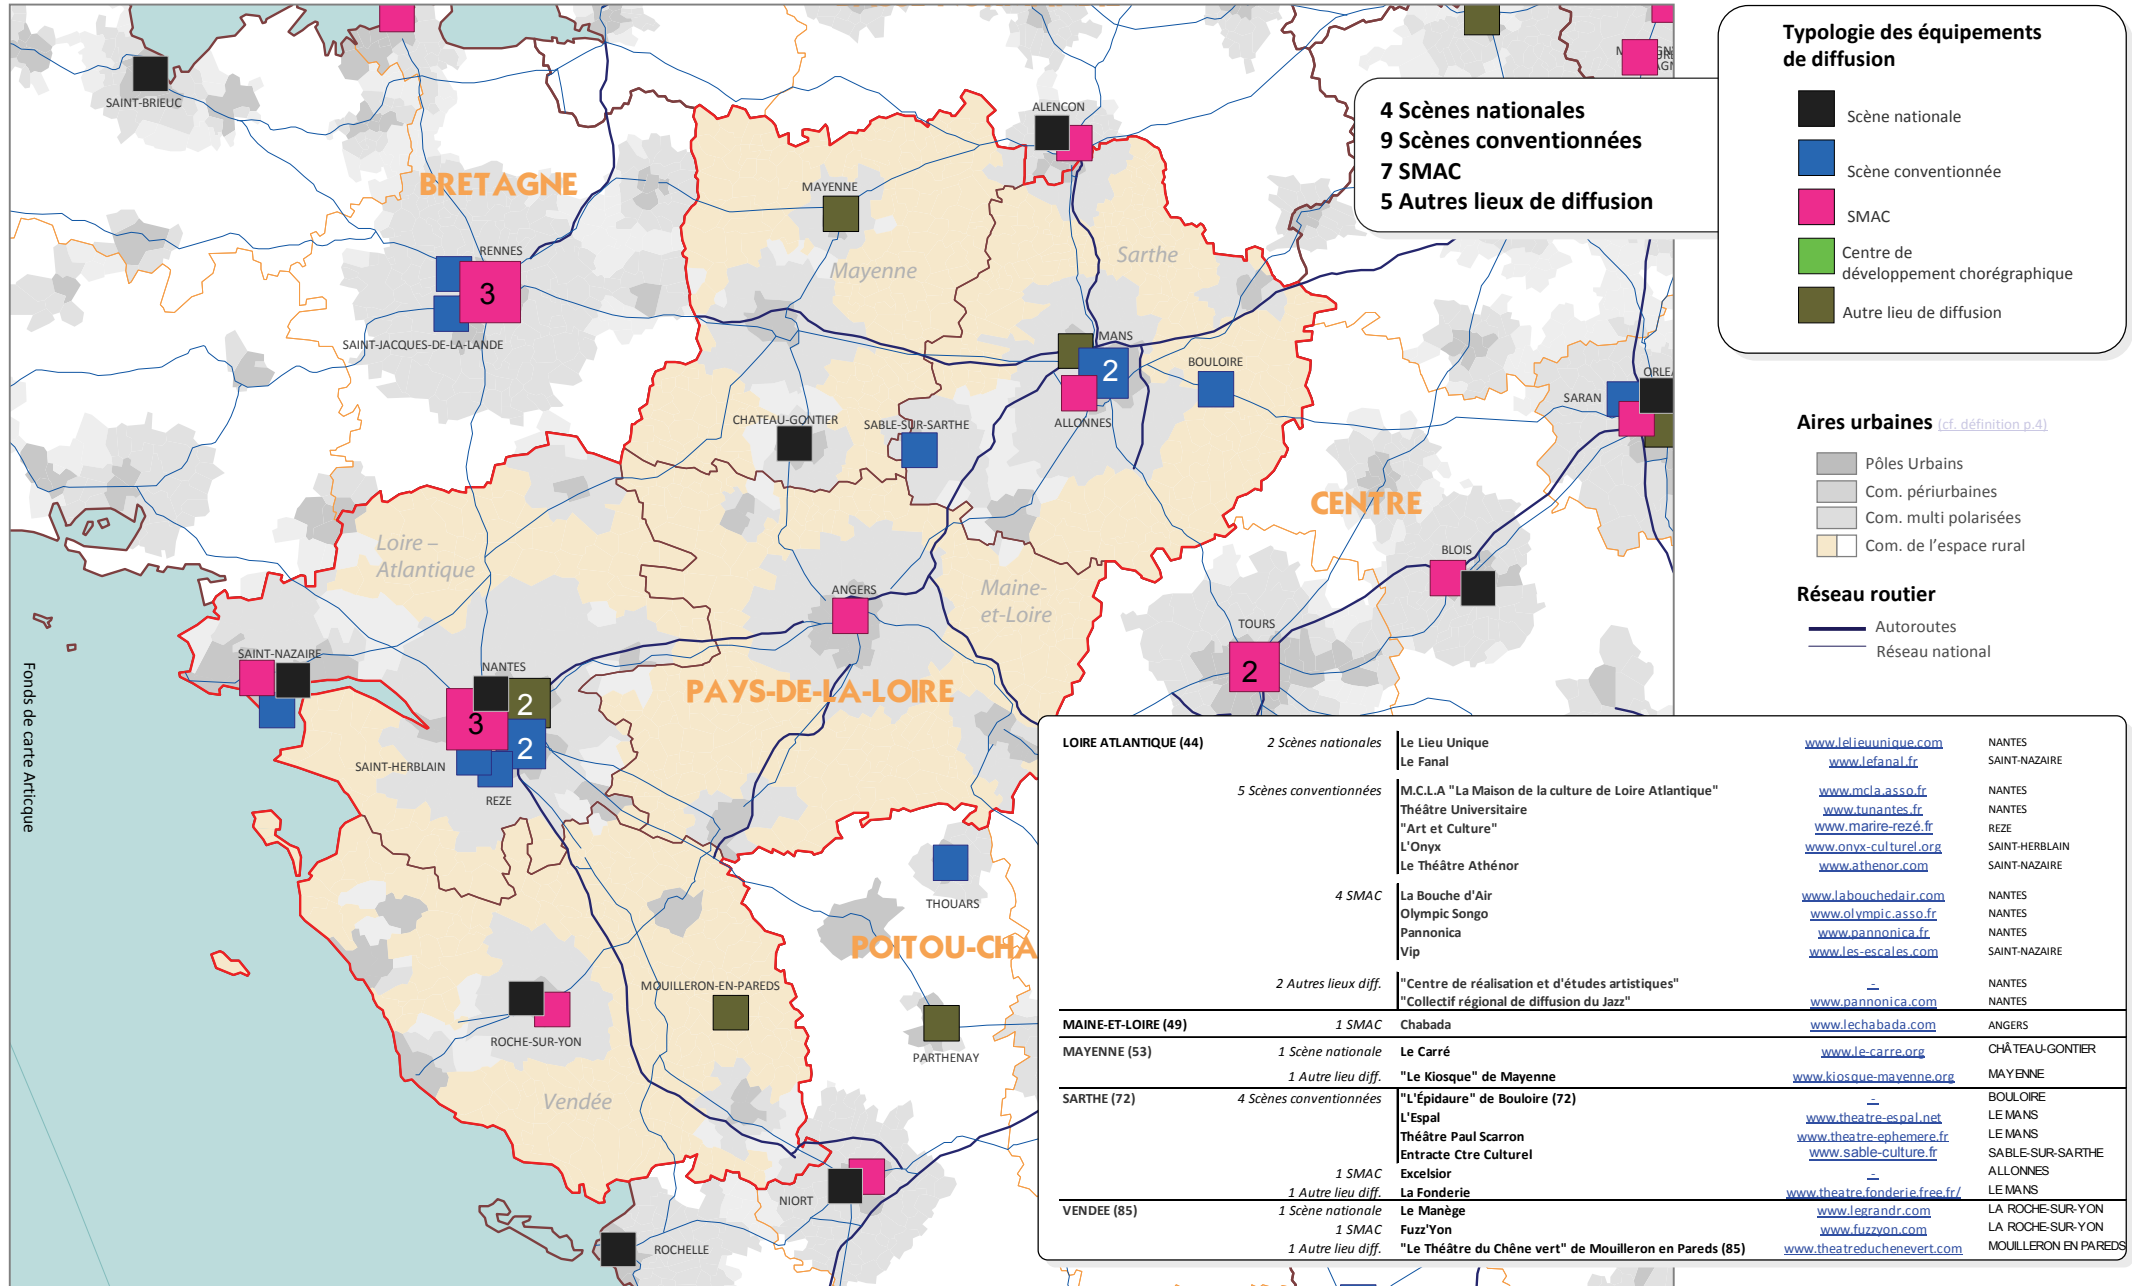 Typologie des équipements
de diffusion
Scène nationale
Scène conventionnée
SMAC
Centre de
développement chorégraphique
Autre lieu de diffusion
4 Scènes nationales
9 Scènes conventionnées
7 SMAC
5 Autres lieux de diffusion
Aires urbaines (cf. définition p.4)
Pôles Urbains
Com. périurbaines
Com. multi polarisées
Com. de l'espace rural
Réseau routier
Autoroutes
Réseau national
SAINT-BRIEUC
ALENCON
BRETAGNE
MAYENNE
Mayenne
Sarthe
RENNES
3
SAINT-JACQUES-DE-LA-LANDE
MANS
2
BOULOIRE
ALLONNES
ORLEA
SARAN
CHATEAU-GONTIER
SABLE-SUR-SARTHE
CENTRE
Loire –
Atlantique
BLOIS
ANGERS
Maine-
et-Loire
TOURS
2
SAINT-NAZAIRE
NANTES
2
3
2
PAYS-DE-LA-LOIRE
SAINT-HERBLAIN
REZE
THOUARS
POITOU-CHA
MOUILLERON-EN-PAREDS
ROCHE-SUR-YON
PARTHENAY
Vendée
NIORT
ROCHELLE
Fonds de carte Articque
LOIRE ATLANTIQUE (44) 2 Scènes nationales Le Lieu Unique www.lelieuunique.com NANTES
Le Fanal www.lefanal.fr SAINT-NAZAIRE
5 Scènes conventionnées M.C.L.A "La Maison de la culture de Loire Atlantique" www.mcla.asso.fr NANTES
Théâtre Universitaire www.tunantes.fr NANTES
"Art et Culture" www.marire-rezé.fr REZE
L'Onyx www.onyx-culturel.org SAINT-HERBLAIN
Le Théâtre Athénor www.athenor.com SAINT-NAZAIRE
4 SMAC La Bouche d'Air www.labouchedair.com NANTES
Olympic Songo www.olympic.asso.fr NANTES
Pannonica www.pannonica.fr NANTES
Vip www.les-escales.com SAINT-NAZAIRE
2 Autres lieux diff. "Centre de réalisation et d'études artistiques" - NANTES
"Collectif régional de diffusion du Jazz" www.pannonica.com NANTES
MAINE-ET-LOIRE (49) 1 SMAC Chabada www.lechabada.com ANGERS
MAYENNE (53) 1 Scène nationale Le Carré www.le-carre.org CHÂTEAU-GONTIER
1 Autre lieu diff. "Le Kiosque" de Mayenne www.kiosque-mayenne.org MAYENNE
SARTHE (72) 4 Scènes conventionnées "L'Épidaure" de Bouloire (72) - BOULOIRE
L'Espal www.theatre-espal.net LE MANS
Théâtre Paul Scarron www.theatre-ephemere.fr LE MANS
Entracte Ctre Culturel www.sable-culture.fr SABLE-SUR-SARTHE
1 SMAC Excelsior - ALLONNES
1 Autre lieu diff. La Fonderie www.theatre.fonderie.free.fr/ LE MANS
VENDEE (85) 1 Scène nationale Le Manège www.legrandr.com LA ROCHE-SUR-YON
1 SMAC Fuzz'Yon www.fuzzyon.com LA ROCHE-SUR-YON
1 Autre lieu diff. "Le Théâtre du Chêne vert" de Mouilleron en Pareds (85) www.theatreduchenevert.com MOUILLERON EN PAREDS